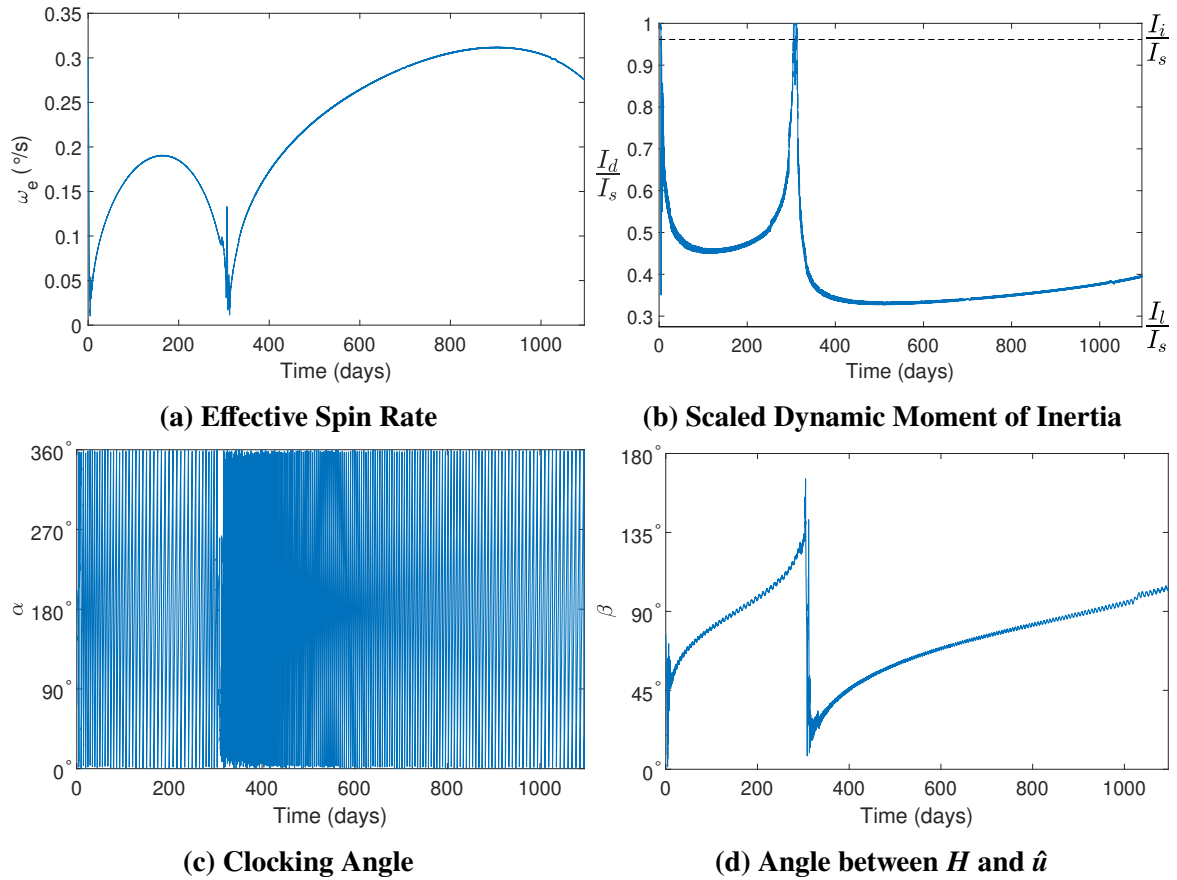 0.35
0.3
0.25
0.2
0.15
0.1
0.05
0
ω_e (°/s)
0 200 400 600 800 1000
Time (days)
(a) Effective Spin Rate
1
0.9
0.8
0.7
0.6
0.5
0.4
0.3
I_d/I_s
I_i/I_s
I_l/I_s
0 200 400 600 800 1000
Time (days)
(b) Scaled Dynamic Moment of Inertia
360°
270°
180°
90°
0°
α
0 200 400 600 800 1000
Time (days)
(c) Clocking Angle
180°
135°
90°
45°
0°
β
0 200 400 600 800 1000
Time (days)
(d) Angle between H and û